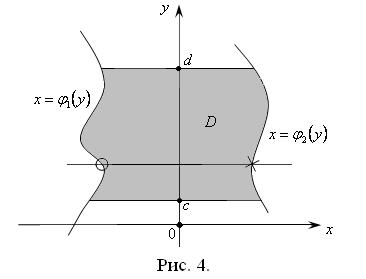 y
d
x = φ₁(y)
D
x = φ₂(y)
c
0
x
Рис. 4.